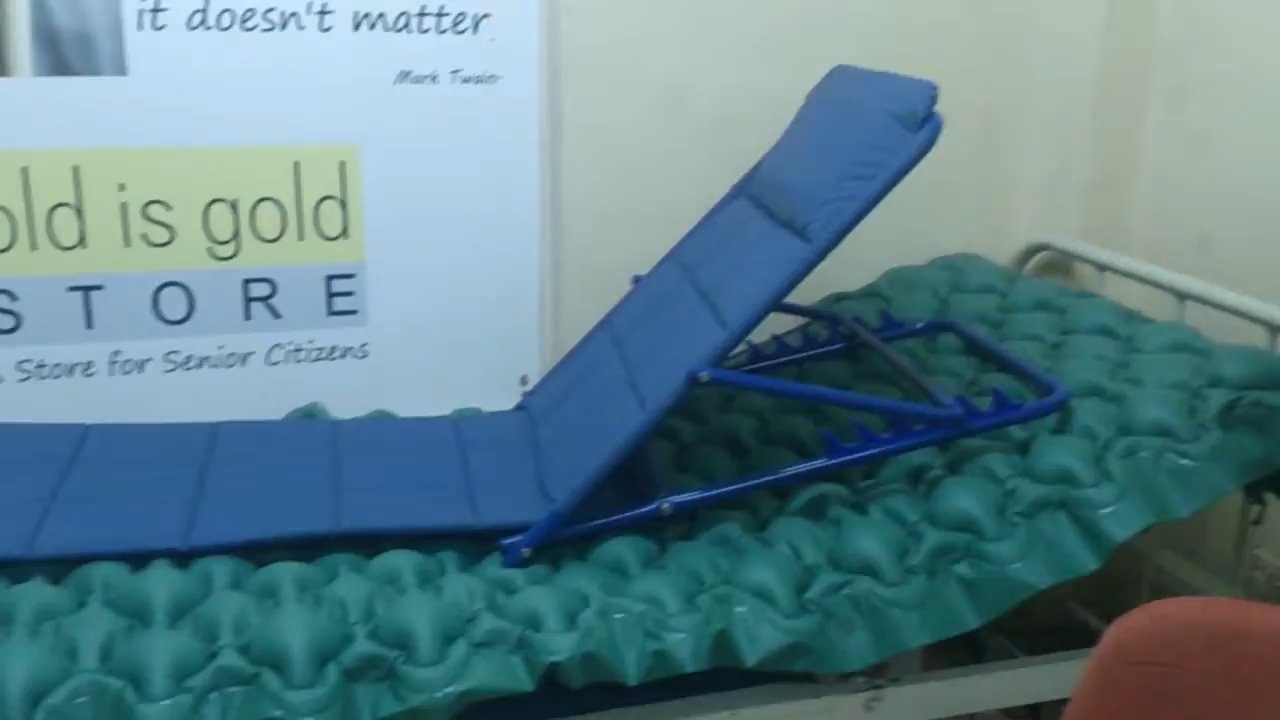 it doesn't matter.
Mark Twain
old is gold
STORE
Store for Senior Citizens